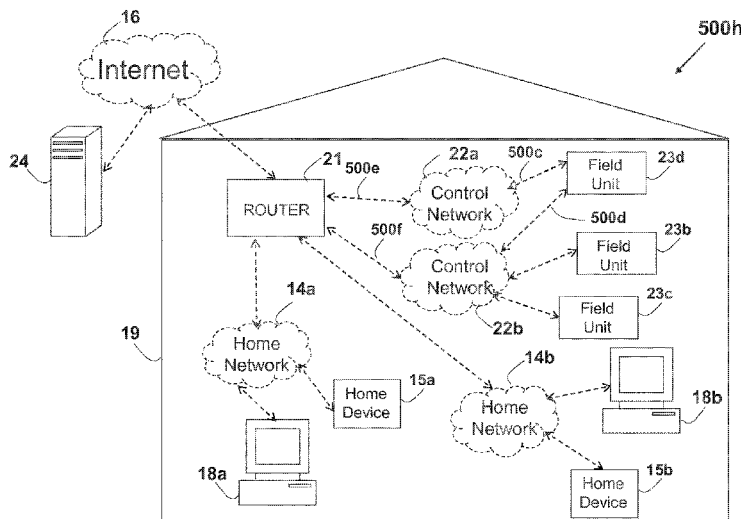 16
500h
Internet
24
21
22a
500c
23d
500e
Field
Unit
ROUTER
Control
Network
500d
500f
23b
Field
Unit
Control
Network
14a
23c
Field
Unit
22b
19
Home
Network
14b
15a
Home
Device
Home
Network
18b
18a
15b
Home
Device